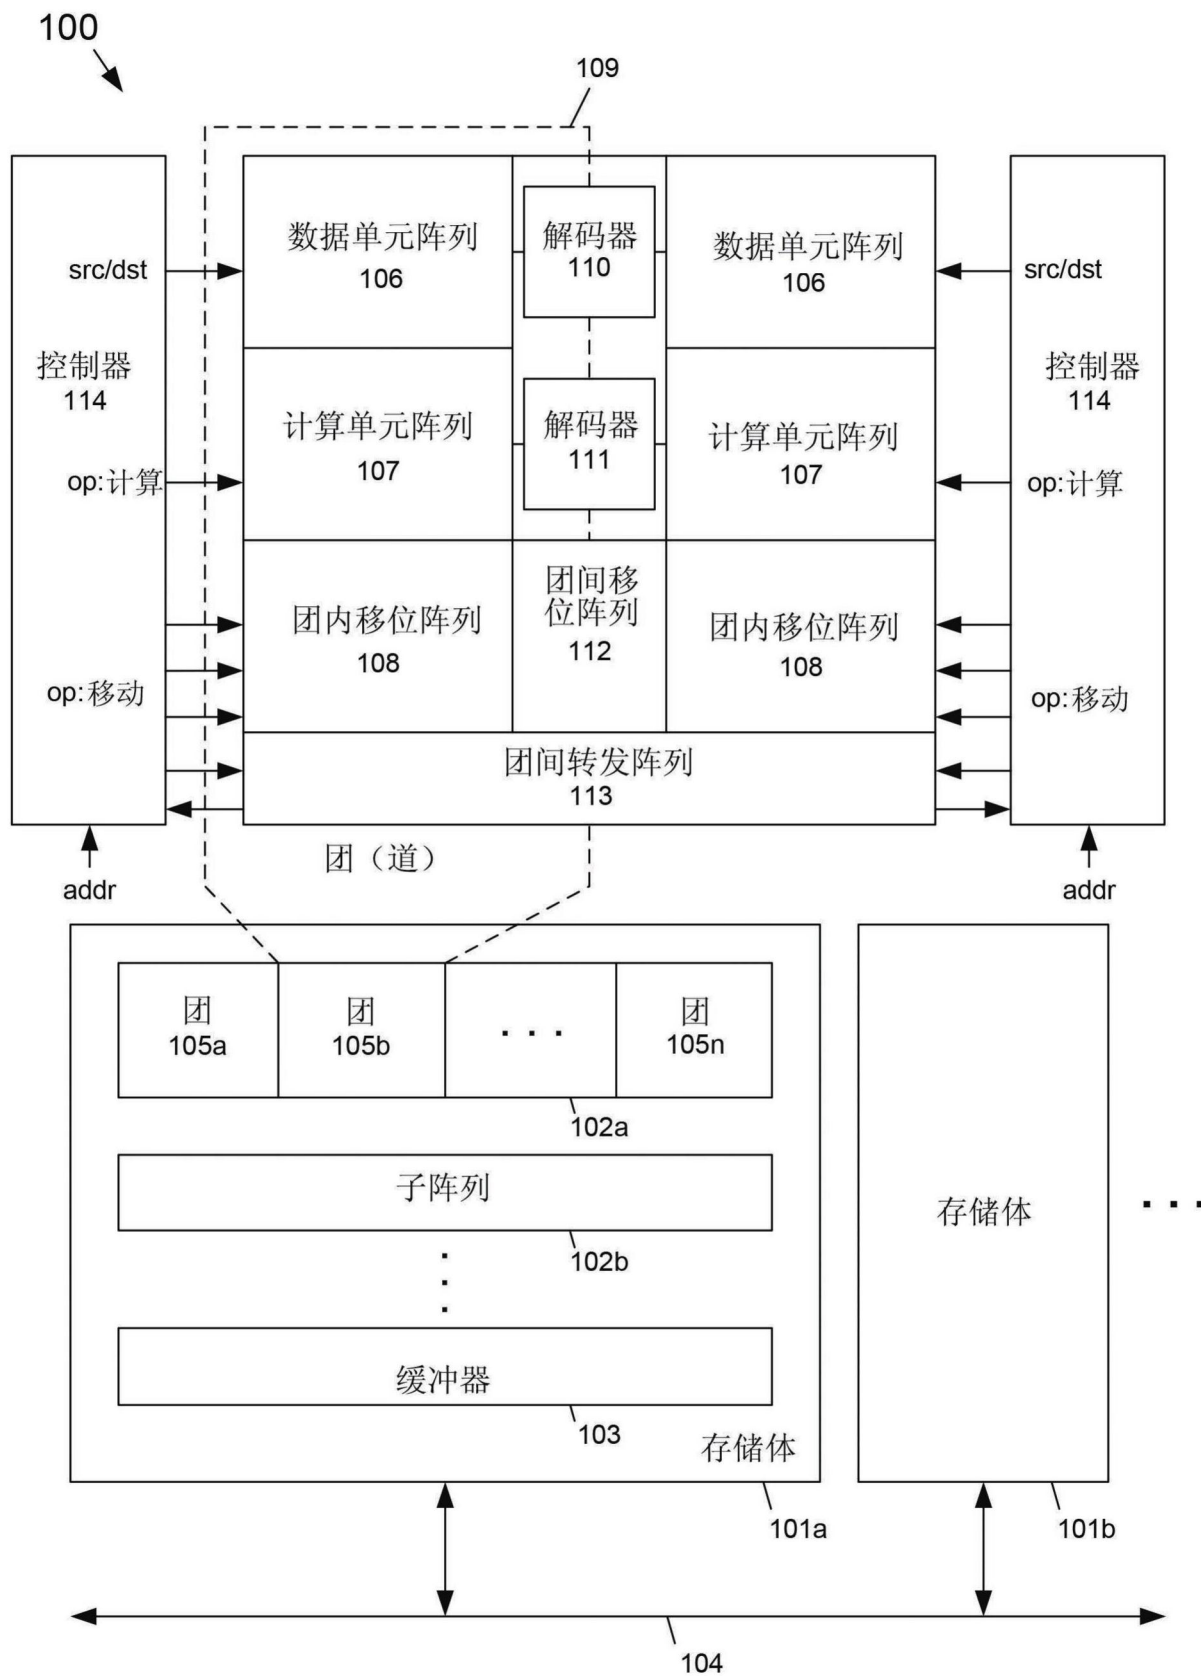 100
109
数据单元阵列
106
解码器
110
数据单元阵列
106
src/dst
src/dst
控制器
114
控制器
114
计算单元阵列
107
解码器
111
计算单元阵列
107
op:计算
op:计算
团内移位阵列
108
团间移
位阵列
112
团内移位阵列
108
op:移动
op:移动
团间转发阵列
113
团（道）
addr
addr
团
105a
团
105b
. . .
团
105n
102a
子阵列
102b
存储体
. . .
缓冲器
103
存储体
101a
101b
104